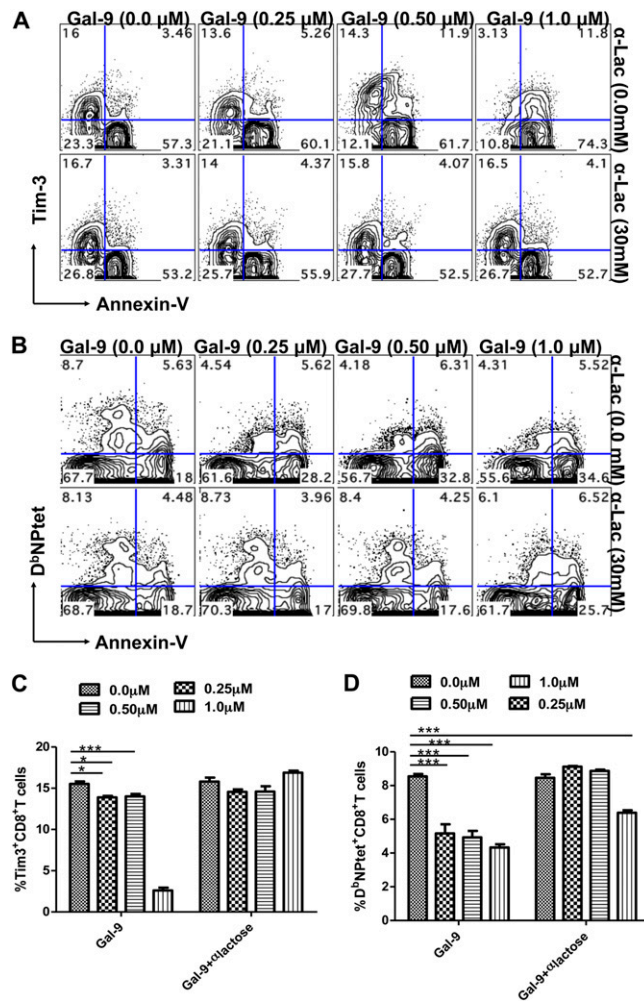 A
Gal-9 (0.0 μM) Gal-9 (0.25 μM) Gal-9 (0.50 μM) Gal-9 (1.0 μM)
16 3.46 13.6 5.26 14.3 11.9 3.13 11.8
23.3 57.3 21.1 60.1 12.1 61.7 10.8 74.3
α-Lac (0.0mM)
16.7 3.31 14 4.37 15.8 4.07 16.5 4.1
26.8 53.2 25.7 55.9 27.7 52.5 26.7 52.7
α-Lac (30mM)
Tim-3
Annexin-V
B
Gal-9 (0.0 μM) Gal-9 (0.25 μM) Gal-9 (0.50 μM) Gal-9 (1.0 μM)
8.7 5.63 4.54 5.62 4.18 6.31 4.31 5.52
67.7 18 61.6 28.2 56.7 32.8 55.6 34.6
α-Lac (0.0 mM)
8.13 4.48 8.73 3.96 8.4 4.25 6.1 6.52
68.7 18.7 70.3 17 69.8 17.6 61.7 25.7
α-Lac (30mM)
DᵇNPtet
Annexin-V
C
0.0μM 0.25μM
0.50μM 1.0μM
%Tim3⁺CD8⁺T cells
20
15
10
5
0
***
*
*
Gal-9
Gal-9+αlactose
D
0.0μM 1.0μM
0.50μM 0.25μM
%DᵇNPtet⁺CD8⁺T cells
10
8
6
4
2
0
***
***
***
***
Gal-9
Gal-9+αlactose